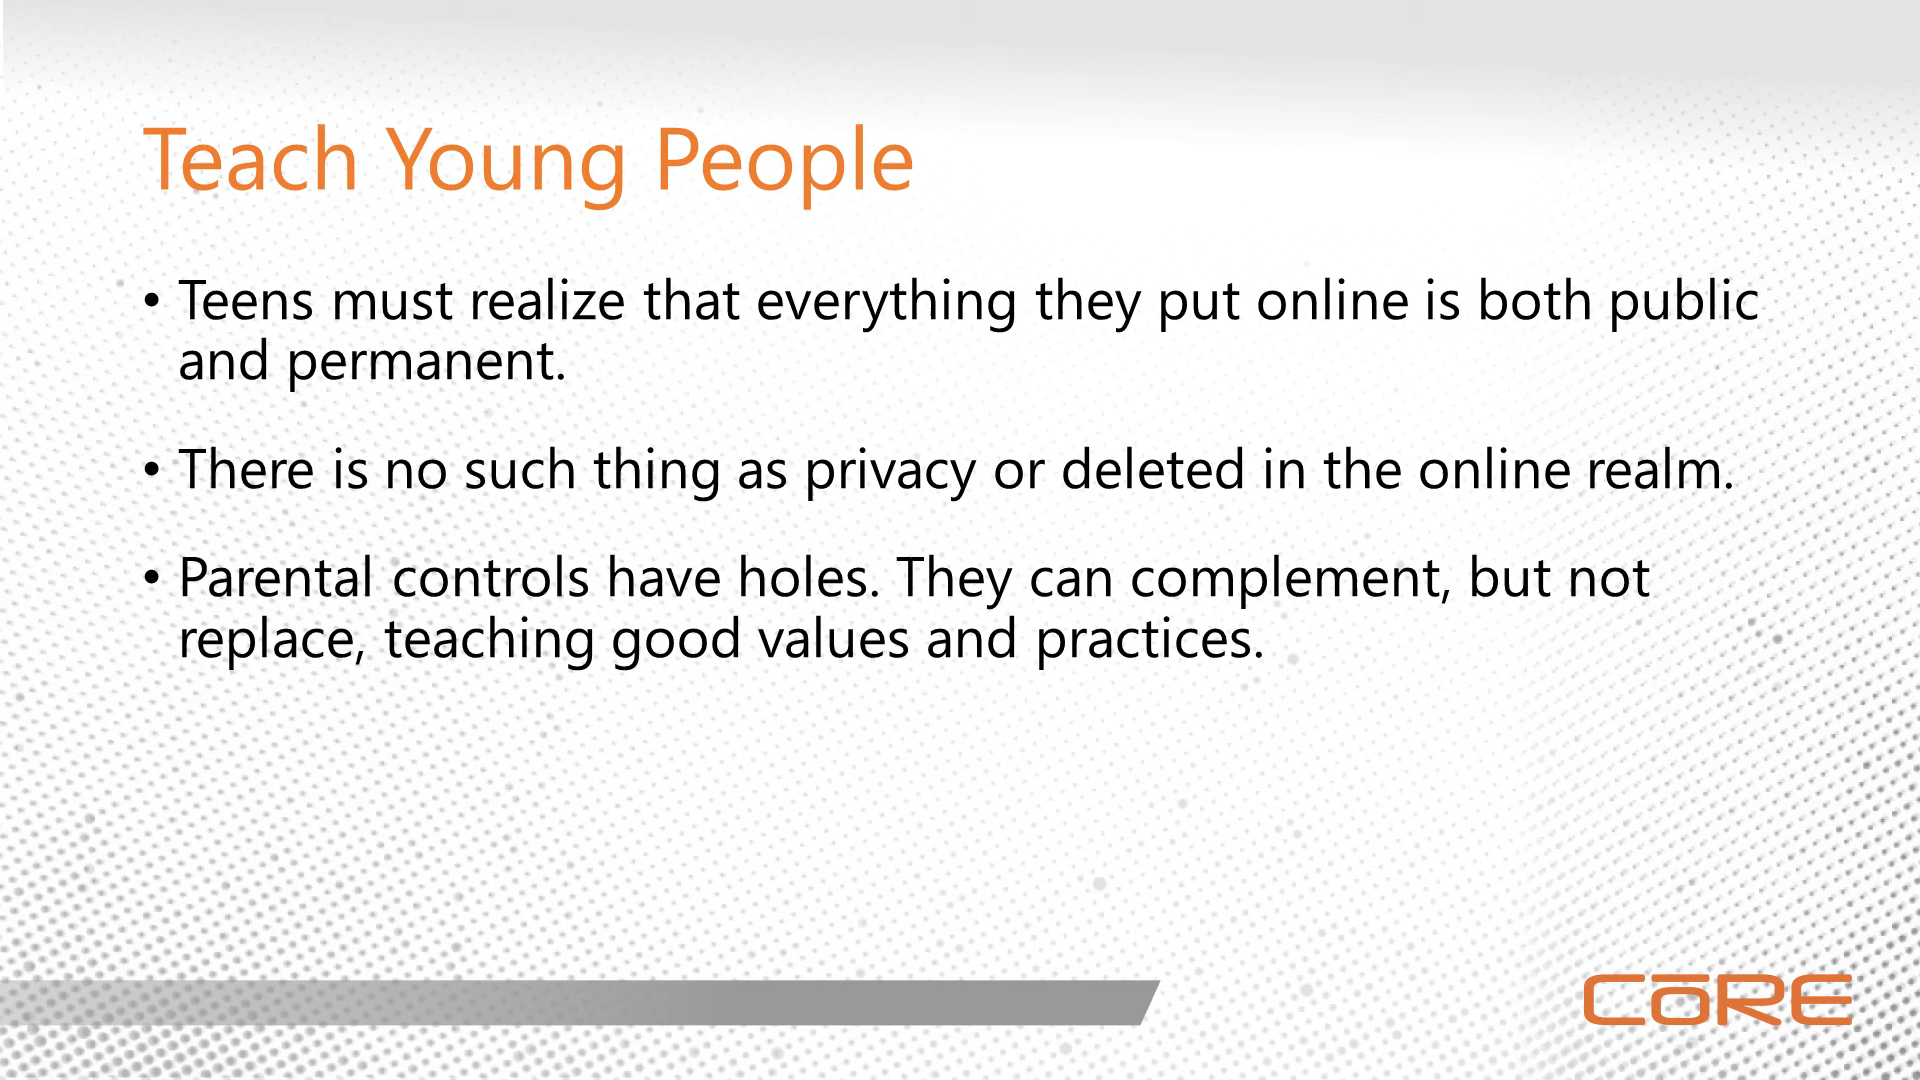 Teach Young People
• Teens must realize that everything they put online is both public
and permanent.
• There is no such thing as privacy or deleted in the online realm.
• Parental controls have holes. They can complement, but not
replace, teaching good values and practices.
CōRE